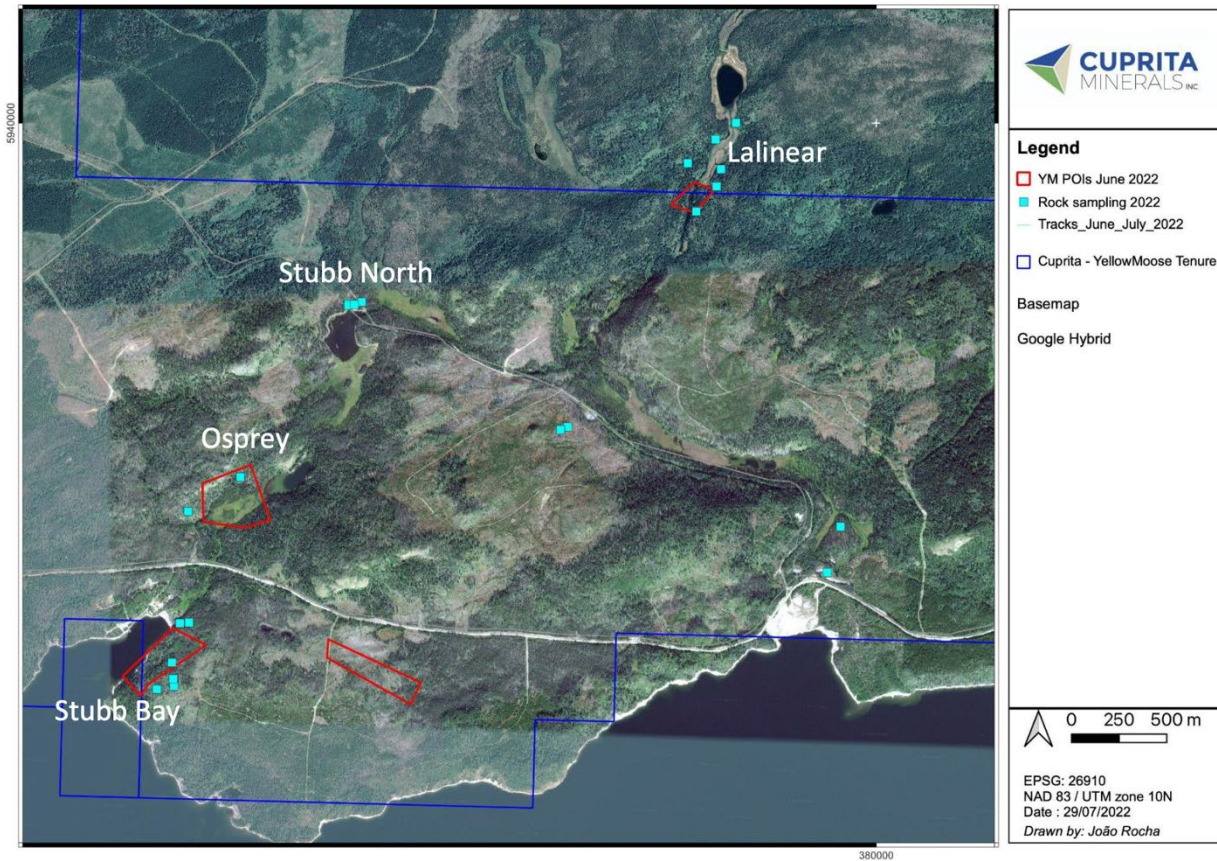 5940000
Lalinear
Stubb North
Osprey
Stubb Bay
380000
CUPRITA
MINERALS INC.
Legend
YM POIs June 2022
Rock sampling 2022
Tracks_June_July_2022
Cuprita - YellowMoose Tenure
Basemap
Google Hybrid
0 250 500 m
EPSG: 26910
NAD 83 / UTM zone 10N
Date : 29/07/2022
Drawn by: João Rocha